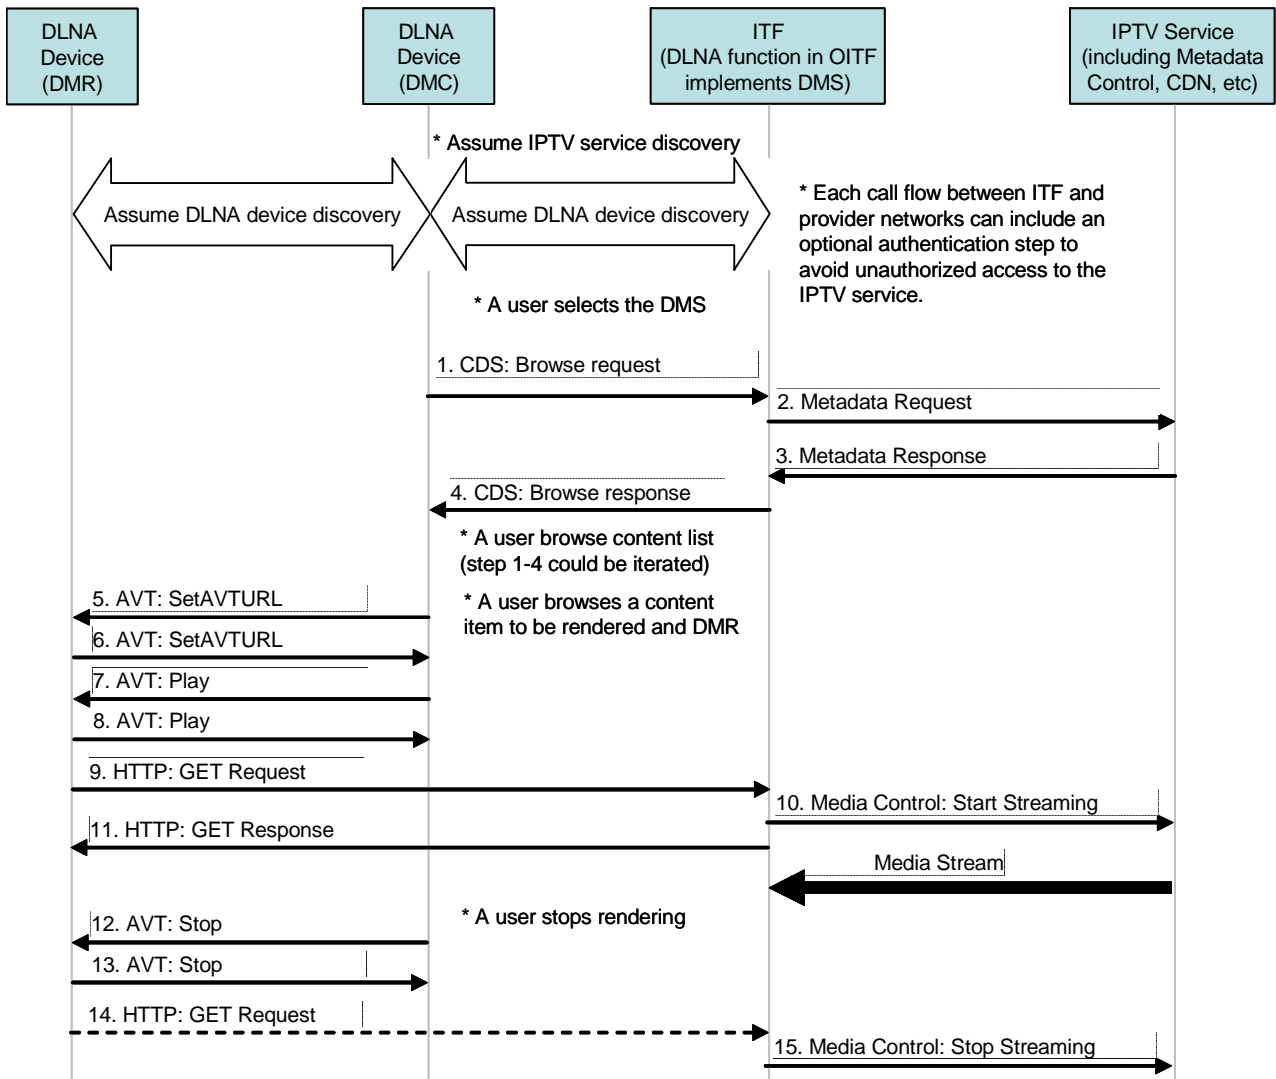 DLNA
Device
(DMR)
DLNA
Device
(DMC)
ITF
(DLNA function in OITF
implements DMS)
IPTV Service
(including Metadata
Control, CDN, etc)
* Assume IPTV service discovery
Assume DLNA device discovery
Assume DLNA device discovery
* Each call flow between ITF and
provider networks can include an
optional authentication step to
avoid unauthorized access to the
IPTV service.
* A user selects the DMS
1. CDS: Browse request
2. Metadata Request
3. Metadata Response
4. CDS: Browse response
* A user browse content list
(step 1-4 could be iterated)
5. AVT: SetAVTURL
* A user browses a content
item to be rendered and DMR
6. AVT: SetAVTURL
7. AVT: Play
8. AVT: Play
9. HTTP: GET Request
10. Media Control: Start Streaming
11. HTTP: GET Response
Media Stream
* A user stops rendering
12. AVT: Stop
13. AVT: Stop
14. HTTP: GET Request
15. Media Control: Stop Streaming